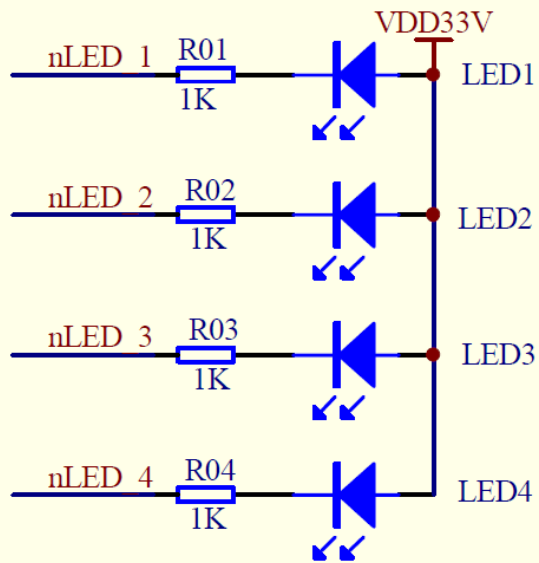 VDD33V
nLED_1 R01 LED1
1K
nLED_2 R02 LED2
1K
nLED_3 R03 LED3
1K
nLED_4 R04 LED4
1K